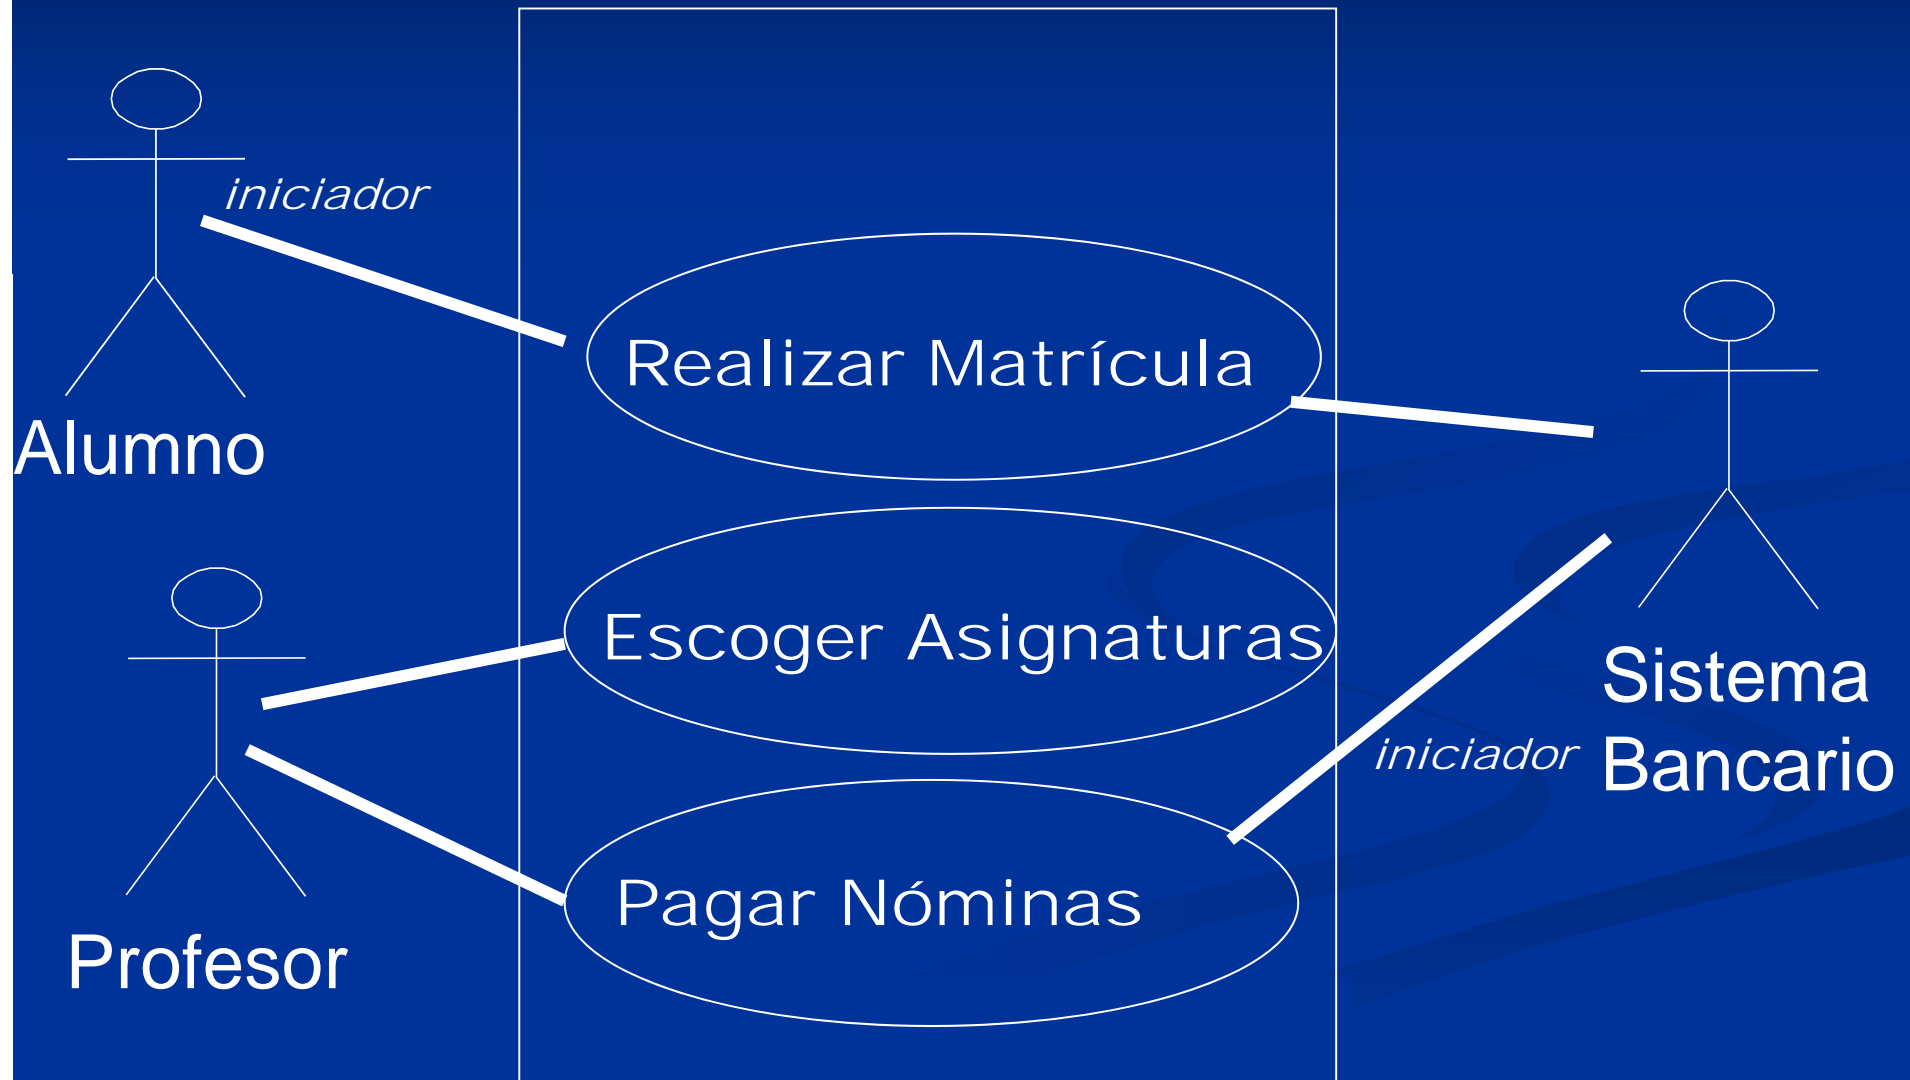 iniciador
Realizar Matrícula
Alumno
Escoger Asignaturas
Sistema
Bancario
iniciador
Pagar Nóminas
Profesor